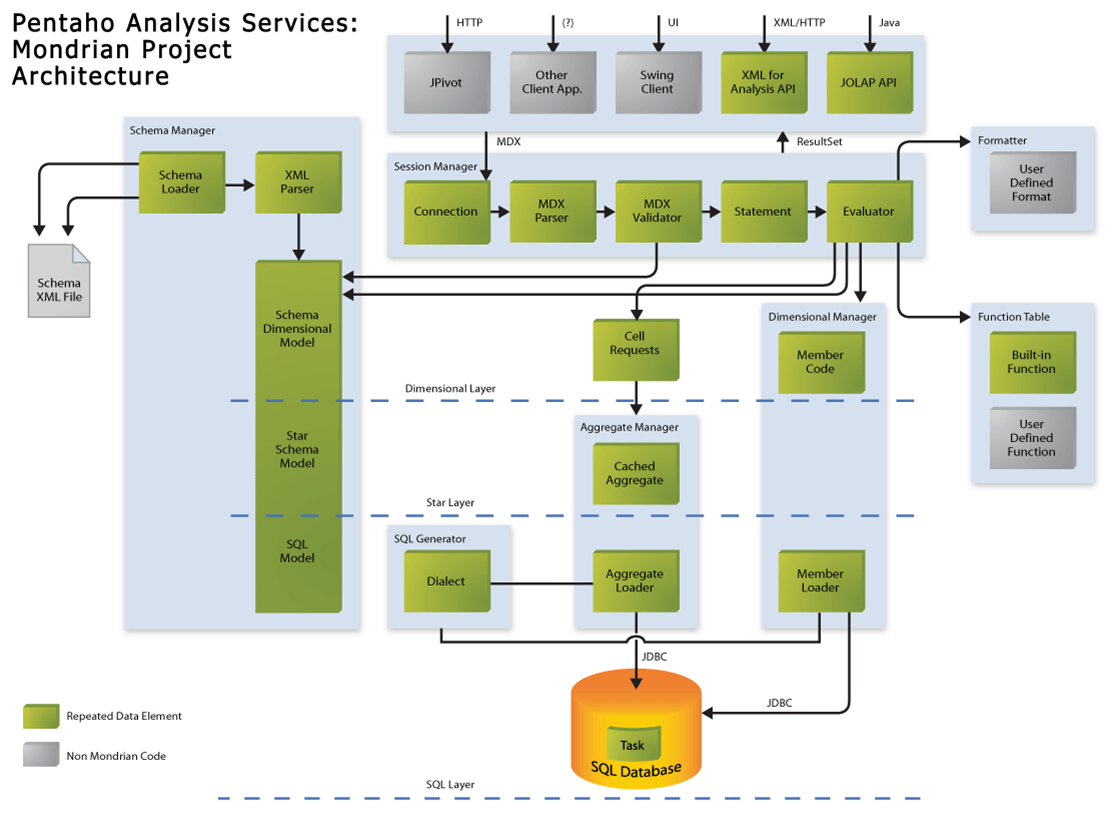 Pentaho Analysis Services:
Mondrian Project
Architecture
HTTP
(?)
UI
XML/HTTP
Java
JPivot
Other
Client App.
Swing
Client
XML for
Analysis API
JOLAP API
MDX
ResultSet
Schema Manager
Schema
Loader
XML
Parser
Schema
XML File
Schema
Dimensional
Model
Star
Schema
Model
SQL
Model
Session Manager
Connection
MDX
Parser
MDX
Validator
Statement
Evaluator
Formatter
User
Defined
Format
Cell
Requests
Dimensional Manager
Member
Code
Function Table
Built-in
Function
User
Defined
Function
Dimensional Layer
Aggregate Manager
Cached
Aggregate
Star Layer
SQL Generator
Dialect
Aggregate
Loader
Member
Loader
JDBC
JDBC
Task
SQL Database
Repeated Data Element
Non Mondrian Code
SQL Layer